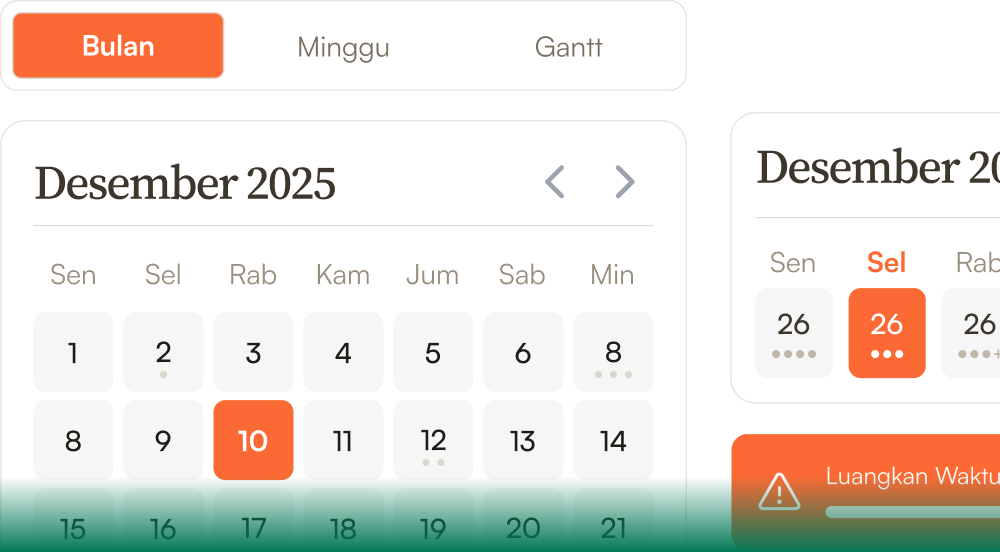 Bulan Minggu Gantt
Desember 2025
Sen Sel Rab Kam Jum Sab Min
1 2 3 4 5 6 8
8 9 10 11 12 13 14
15 16 17 18 19 20 21
Desember 20
Sen Sel Rab
26 26 26
Luangkan Waktu